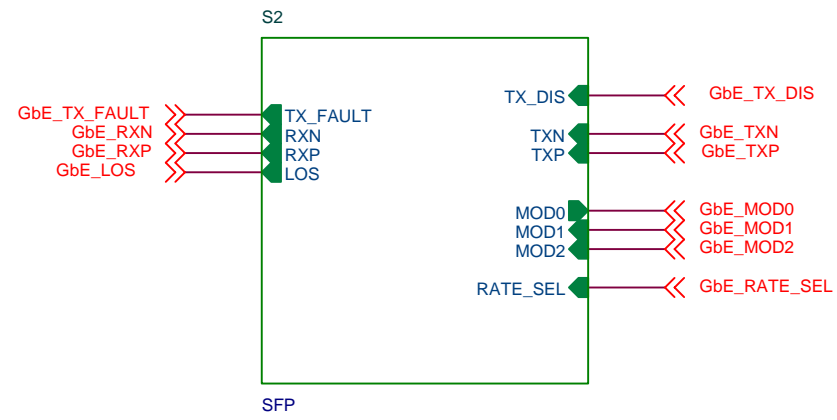 S2
GbE_TX_FAULT
GbE_RXN
GbE_RXP
GbE_LOS
TX_FAULT
RXN
RXP
LOS
TX_DIS
TXN
TXP
MOD0
MOD1
MOD2
RATE_SEL
GbE_TX_DIS
GbE_TXN
GbE_TXP
GbE_MOD0
GbE_MOD1
GbE_MOD2
GbE_RATE_SEL
SFP